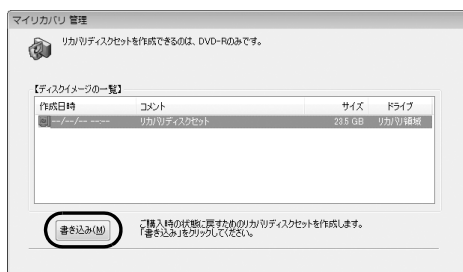 マイリカバリ 管理
リカバリディスクセットを作成できるのは、DVD-Rのみです。
【ディスクイメージの一覧】
作成日時 コメント サイズ ドライブ
--/--/-- --:-- リカバリディスクセット 23.5 GB リカバリ領域
書き込み(M)
ご購入時の状態に戻すためのリカバリディスクセットを作成します。
「書き込み」をクリックしてください。